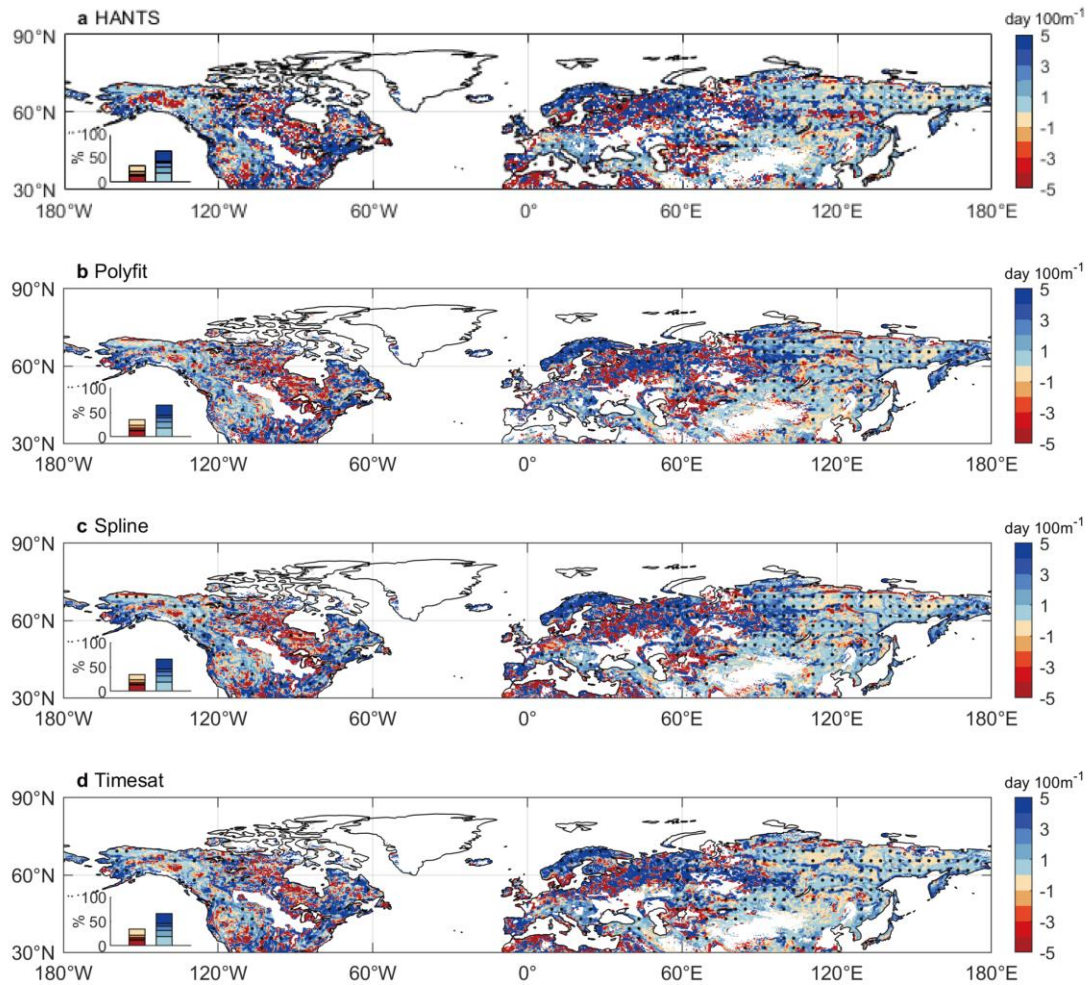 a HANTS
day 100m⁻¹
90°N
60°N
30°N
180°W
120°W
60°W
0°
60°E
120°E
180°E
%
100
50
0
5
3
1
-1
-3
-5
b Polyfit
day 100m⁻¹
90°N
60°N
30°N
180°W
120°W
60°W
0°
60°E
120°E
180°E
%
100
50
0
5
3
1
-1
-3
-5
c Spline
day 100m⁻¹
90°N
60°N
30°N
180°W
120°W
60°W
0°
60°E
120°E
180°E
%
100
50
0
5
3
1
-1
-3
-5
d Timesat
day 100m⁻¹
90°N
60°N
30°N
180°W
120°W
60°W
0°
60°E
120°E
180°E
%
100
50
0
5
3
1
-1
-3
-5